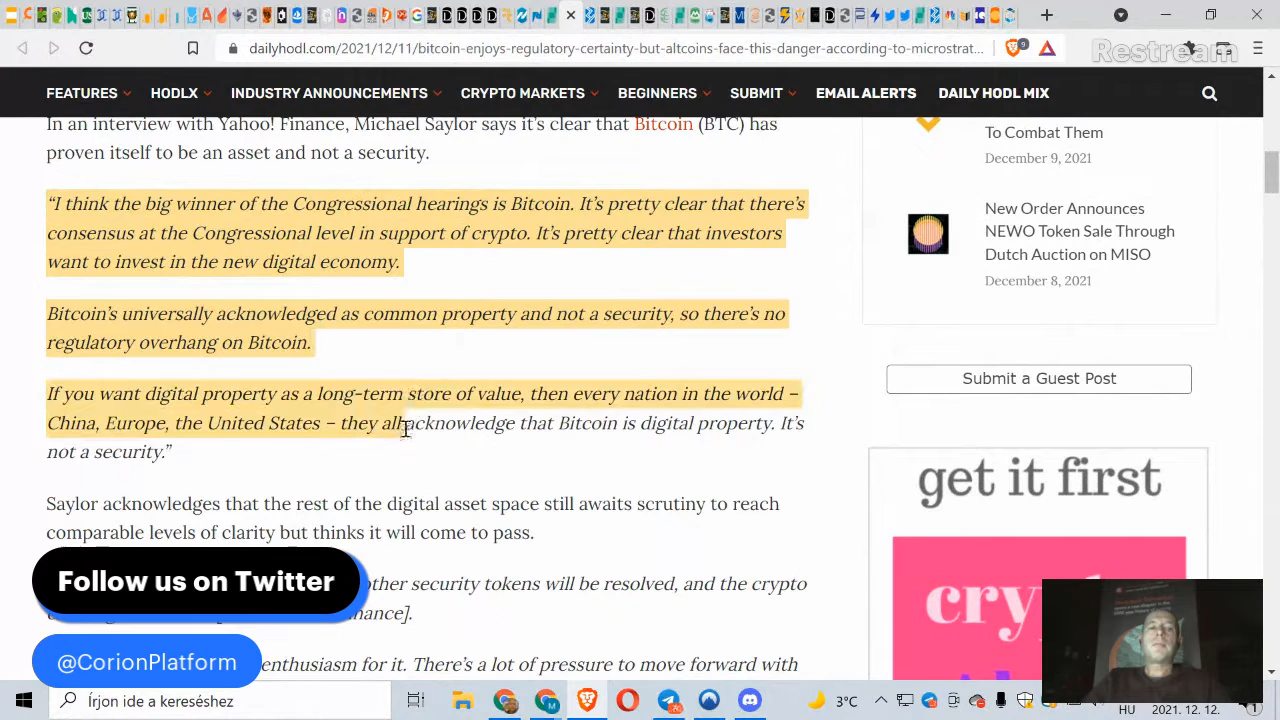 dailyhodl.com/2021/12/11/bitcoin-enjoys-regulatory-certainty-but-altcoins-face-this-danger-according-to-microstrat...
9
Restream
FEATURES HODLX INDUSTRY ANNOUNCEMENTS CRYPTO MARKETS BEGINNERS SUBMIT EMAIL ALERTS DAILY HODL MIX
In an interview with Yahoo! Finance, Michael Saylor says it's clear that Bitcoin (BTC) has
proven itself to be an asset and not a security.
“I think the big winner of the Congressional hearings is Bitcoin. It's pretty clear that there's
consensus at the Congressional level in support of crypto. It's pretty clear that investors
want to invest in the new digital economy.
Bitcoin's universally acknowledged as common property and not a security, so there's no
regulatory overhang on Bitcoin.
If you want digital property as a long-term store of value, then every nation in the world –
China, Europe, the United States – they all acknowledge that Bitcoin is digital property. It's
not a security.”
Saylor acknowledges that the rest of the digital asset space still awaits scrutiny to reach
comparable levels of clarity but thinks it will come to pass.
other security tokens will be resolved, and the crypto
enthusiasm for it. There's a lot of pressure to move forward with
To Combat Them
December 9, 2021
New Order Announces
NEWO Token Sale Through
Dutch Auction on MISO
December 8, 2021
Submit a Guest Post
get it first
Follow us on Twitter
@CorionPlatform
Írjon ide a kereséshez
3°C
HU
2021. 12. 12.